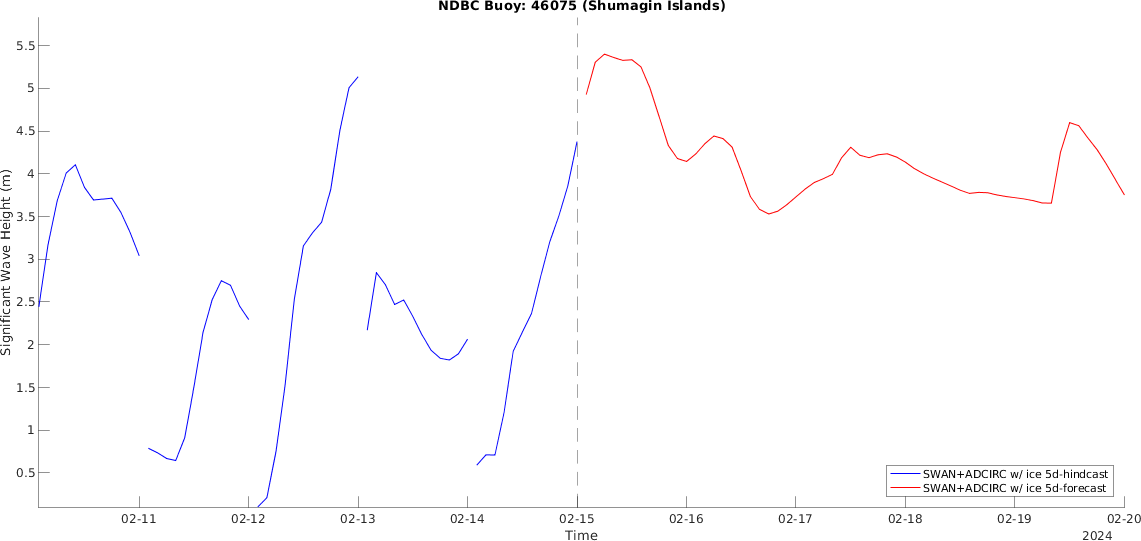 NDBC Buoy: 46075 (Shumagin Islands)
5.5
5
4.5
4
3.5
3
2.5
2
1.5
1
0.5
Significant Wave Height (m)
SWAN+ADCIRC w/ ice 5d-hindcast
SWAN+ADCIRC w/ ice 5d-forecast
02-11 02-12 02-13 02-14 02-15 02-16 02-17 02-18 02-19 02-20
Time
2024